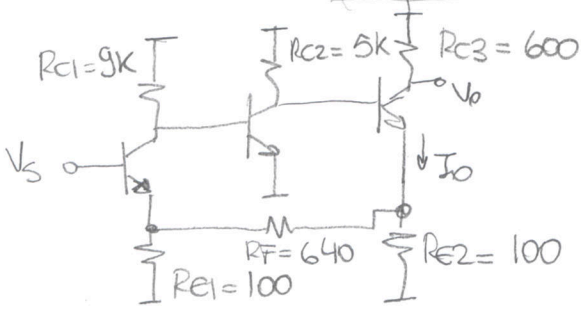 RC1=9K
RC2= 5K
RC3 = 600
Vo
Vs
Io
RF=640
RE2= 100
RE1=100